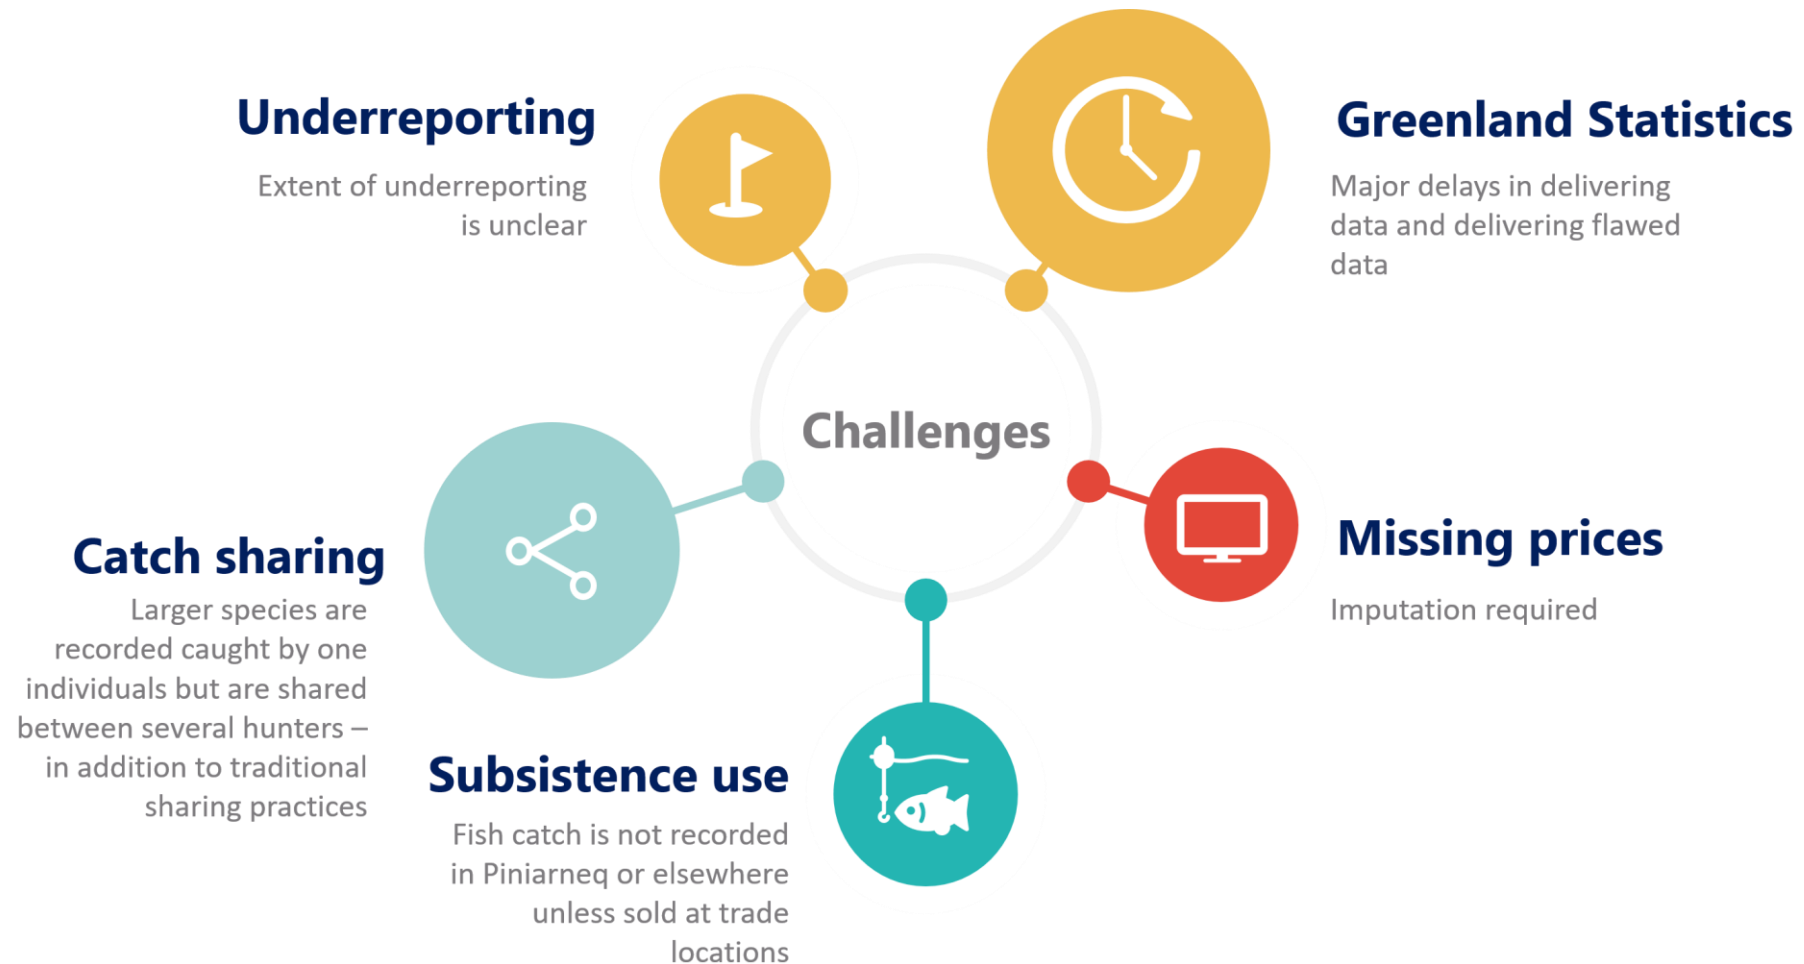 Underreporting
Extent of underreporting
is unclear
Greenland Statistics
Major delays in delivering
data and delivering flawed
data
Challenges
Missing prices
Imputation required
Catch sharing
Larger species are
recorded caught by one
individuals but are shared
between several hunters –
in addition to traditional
sharing practices
Subsistence use
Fish catch is not recorded
in Piniarneq or elsewhere
unless sold at trade
locations